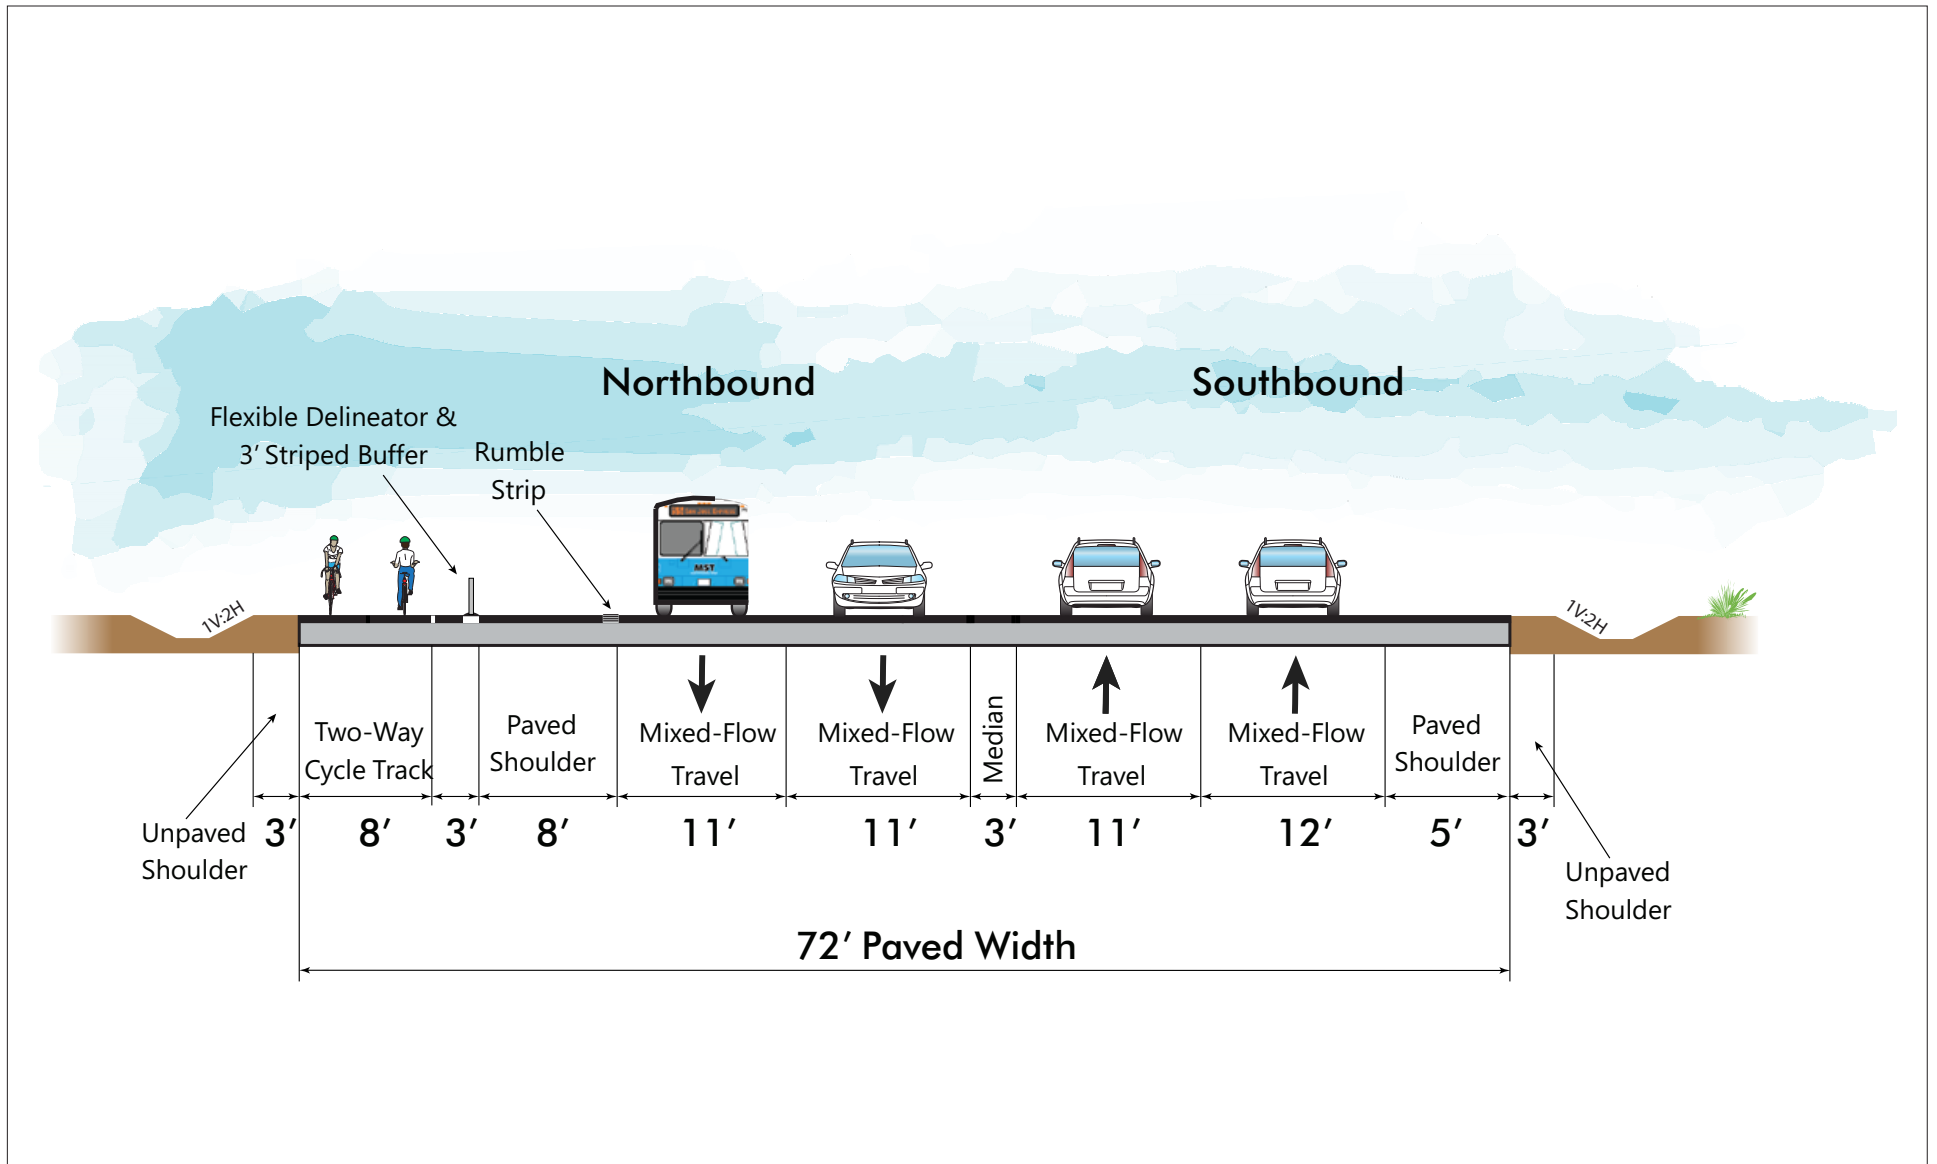 Northbound
Southbound
Flexible Delineator &
3' Striped Buffer
Rumble
Strip
MST
1V:2H
1V:2H
Two-Way
Cycle Track
Paved
Shoulder
Mixed-Flow
Travel
Mixed-Flow
Travel
Median
Mixed-Flow
Travel
Mixed-Flow
Travel
Paved
Shoulder
Unpaved
Shoulder
3' 8' 3' 8' 11' 11' 3' 11' 12' 5' 3'
Unpaved
Shoulder
72' Paved Width